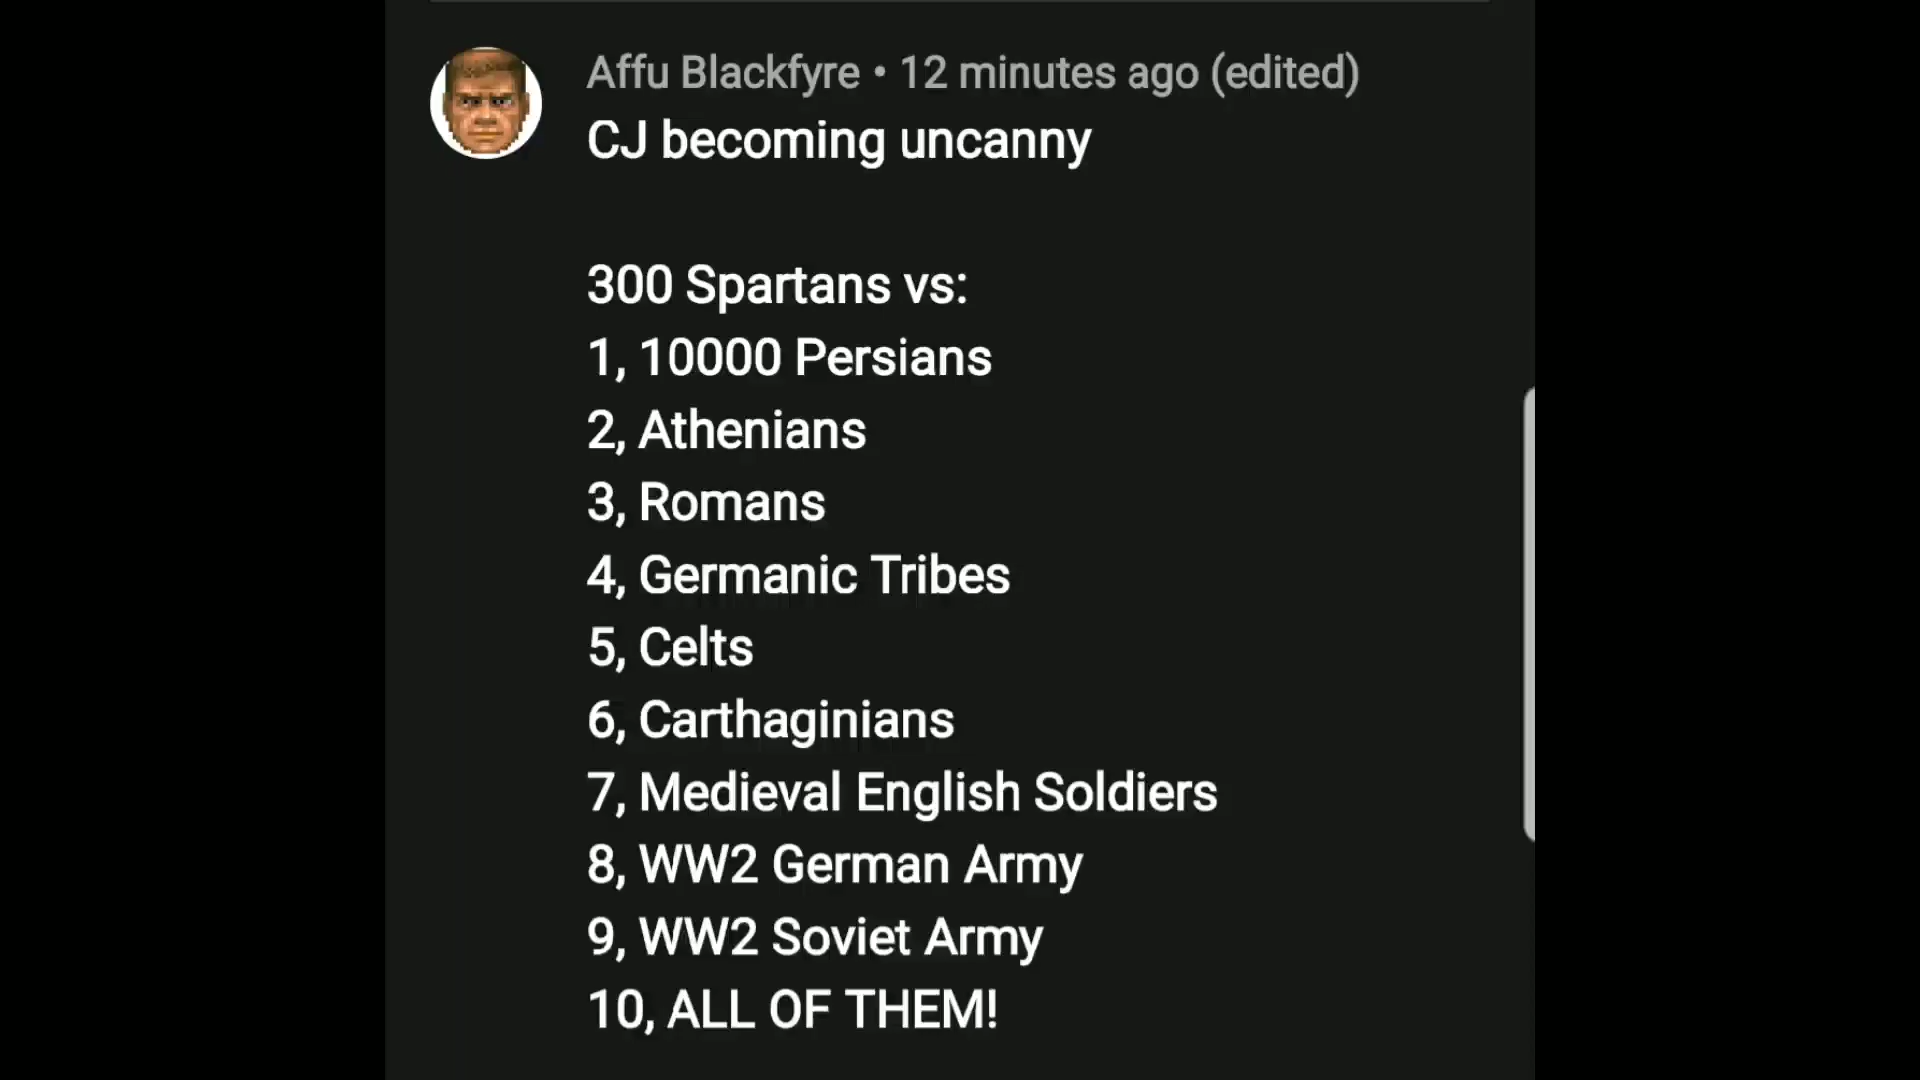 Affu Blackfyre • 12 minutes ago (edited)
CJ becoming uncanny
300 Spartans vs:
1, 10000 Persians
2, Athenians
3, Romans
4, Germanic Tribes
5, Celts
6, Carthaginians
7, Medieval English Soldiers
8, WW2 German Army
9, WW2 Soviet Army
10, ALL OF THEM!